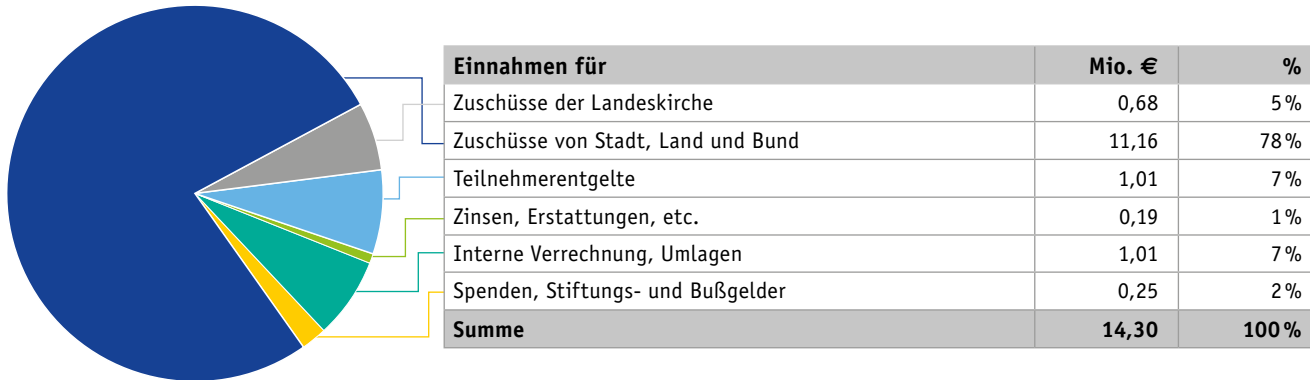 Einnahmen für Mio. € %
Zuschüsse der Landeskirche 0,68 5 %
Zuschüsse von Stadt, Land und Bund 11,16 78 %
Teilnehmerentgelte 1,01 7 %
Zinsen, Erstattungen, etc. 0,19 1 %
Interne Verrechnung, Umlagen 1,01 7 %
Spenden, Stiftungs- und Bußgelder 0,25 2 %
Summe 14,30 100 %